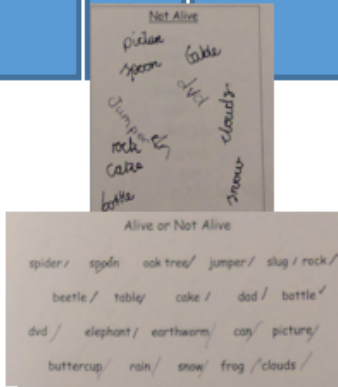 Not Alive
picture
table
spoon
dvd
jumper
clouds
rock
cake
snow
bottle
Alive or Not Alive
spider / spoon oak tree / jumper / slug / rock /
beetle / table / cake / dad / bottle /
dvd / elephant / earthworm / can / picture /
buttercup / rain / snow / frog / clouds /